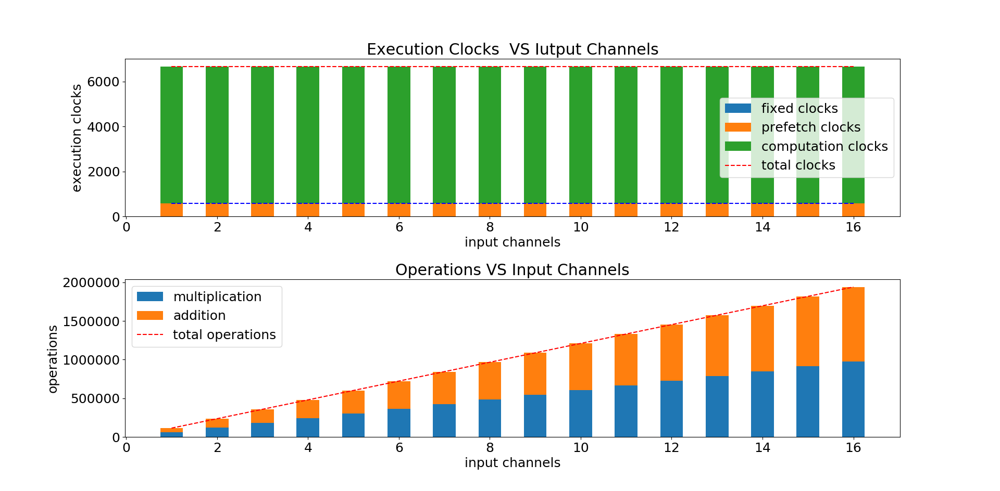 Execution Clocks  VS Iutput Channels
execution clocks
6000
4000
2000
0
fixed clocks
prefetch clocks
computation clocks
total clocks
0 2 4 6 8 10 12 14 16
input channels
Operations VS Input Channels
operations
2000000
1500000
1000000
500000
0
multiplication
addition
total operations
0 2 4 6 8 10 12 14 16
input channels